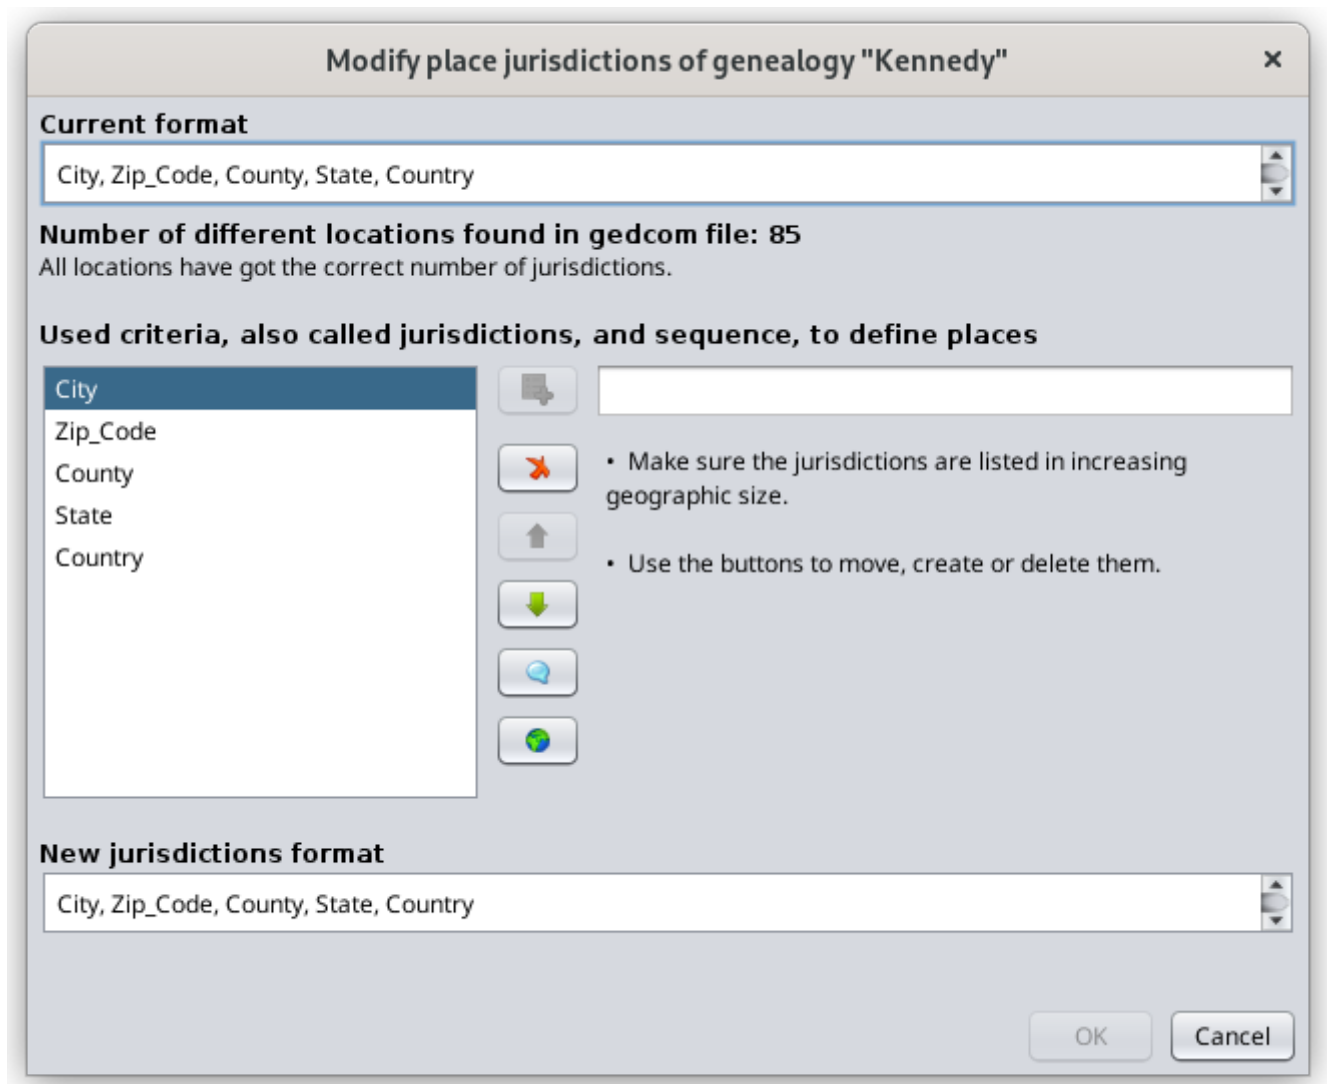 Modify place jurisdictions of genealogy "Kennedy"
Current format
City, Zip_Code, County, State, Country
Number of different locations found in gedcom file: 85
All locations have got the correct number of jurisdictions.
Used criteria, also called jurisdictions, and sequence, to define places
City
Zip_Code
County
State
Country
• Make sure the jurisdictions are listed in increasing
geographic size.
• Use the buttons to move, create or delete them.
New jurisdictions format
City, Zip_Code, County, State, Country
OK
Cancel